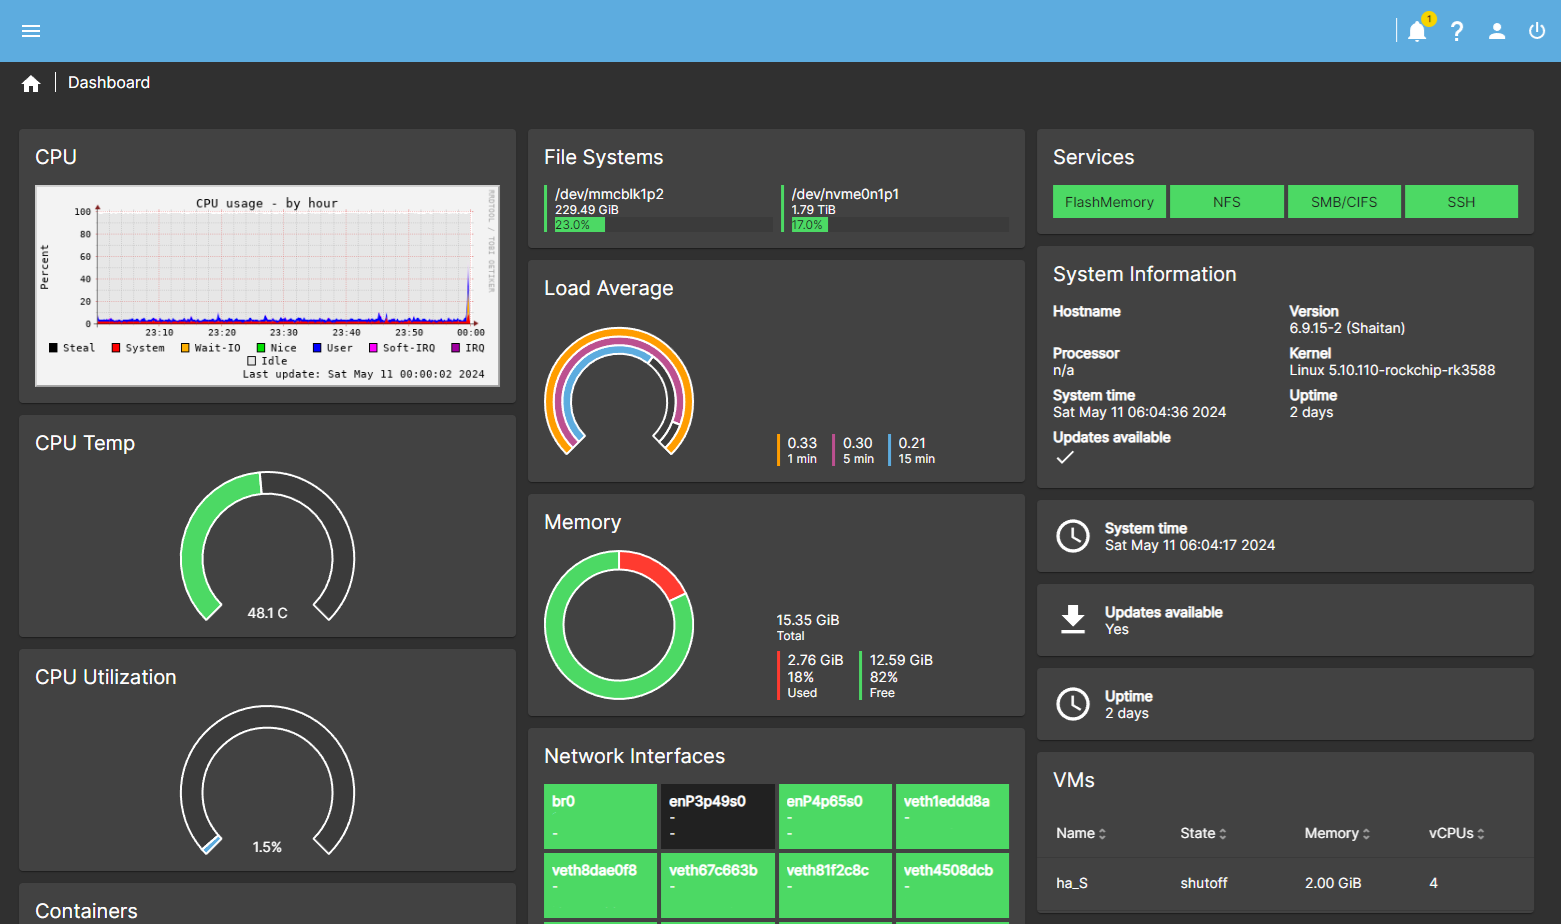 1
Dashboard
CPU
CPU usage - by hour
RRDTOOL / TOBI OETIKER
Percent
100
80
60
40
20
0
23:10 23:20 23:30 23:40 23:50 00:00
Steal System Wait-IO Nice User Soft-IRQ IRQ
Idle
Last update: Sat May 11 00:00:02 2024
CPU Temp
48.1 C
CPU Utilization
1.5%
Containers
File Systems
/dev/mmcblk1p2
229.49 GiB
23.0%
/dev/nvme0n1p1
1.79 TiB
17.0%
Load Average
0.33 0.30 0.21
1 min 5 min 15 min
Memory
15.35 GiB
Total
2.76 GiB 12.59 GiB
18% 82%
Used Free
Network Interfaces
br0 enP3p49s0 enP4p65s0 veth1eddd8a
- - -
- - -
veth8dae0f8 veth67c663b veth81f2c8c veth4508dcb
- - - -
Services
FlashMemory NFS SMB/CIFS SSH
System Information
Hostname Version
6.9.15-2 (Shaitan)
Processor Kernel
n/a Linux 5.10.110-rockchip-rk3588
System time Uptime
Sat May 11 06:04:36 2024 2 days
Updates available
System time
Sat May 11 06:04:17 2024
Updates available
Yes
Uptime
2 days
VMs
Name State Memory vCPUs
ha_S shutoff 2.00 GiB 4